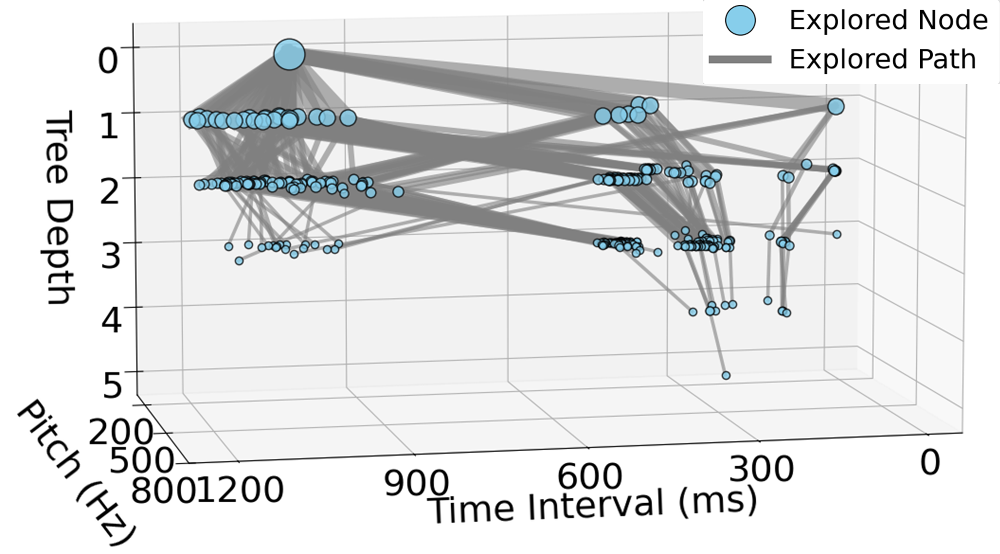 Explored Node
Explored Path
0
1
2
3
4
5
Tree Depth
200
500
800
Pitch (Hz)
1200
900
600
300
0
Time Interval (ms)